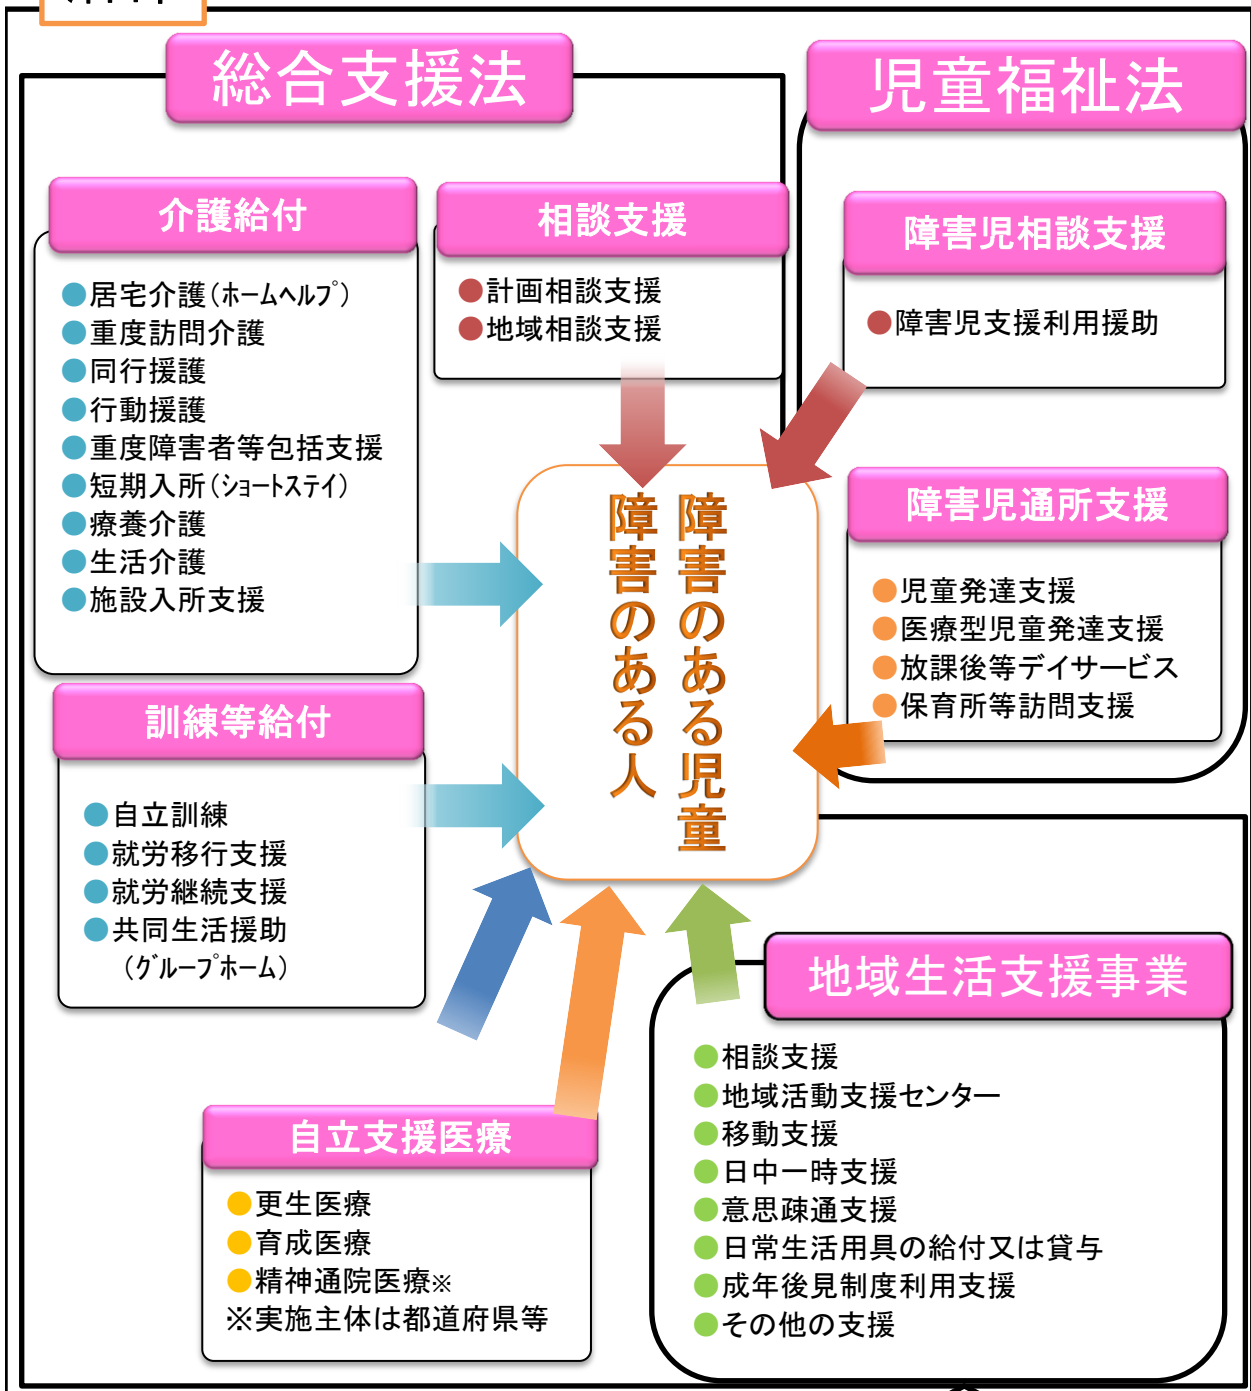 総合支援法
児童福祉法
介護給付
●居宅介護（ﾎｰﾑﾍﾙﾌﾟ）
●重度訪問介護
●同行援護
●行動援護
●重度障害者等包括支援
●短期入所（ｼｮｰﾄｽﾃｲ）
●療養介護
●生活介護
●施設入所支援
相談支援
●計画相談支援
●地域相談支援
障害児相談支援
●障害児支援利用援助
障害のある児童
障害のある人
障害児通所支援
●児童発達支援
●医療型児童発達支援
●放課後等デイサービス
●保育所等訪問支援
訓練等給付
●自立訓練
●就労移行支援
●就労継続支援
●共同生活援助
（ｸﾞﾙｰﾌﾟﾎｰﾑ）
地域生活支援事業
●相談支援
●地域活動支援センター
●移動支援
●日中一時支援
●意思疎通支援
●日常生活用具の給付又は貸与
●成年後見制度利用支援
●その他の支援
自立支援医療
●更生医療
●育成医療
●精神通院医療※
※実施主体は都道府県等